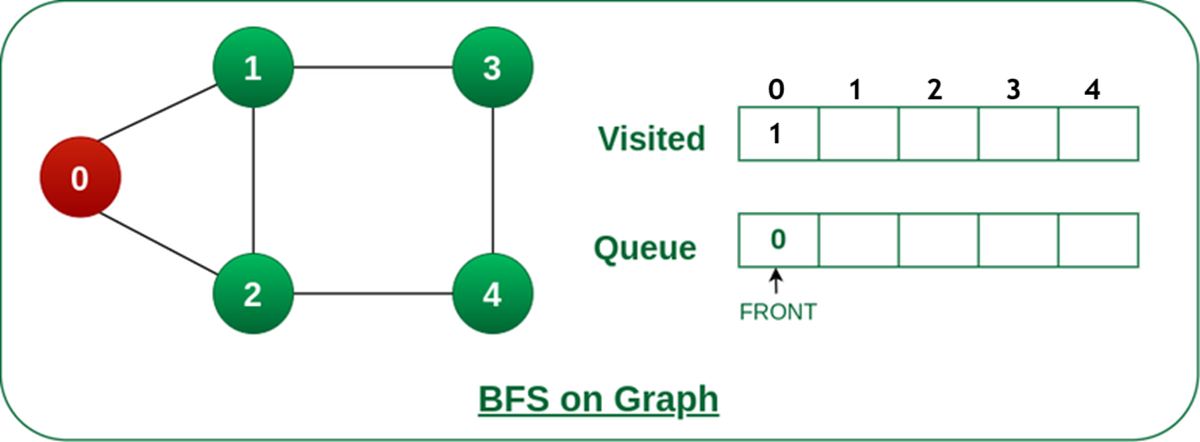 1 3
0
2 4
0 1 2 3 4
Visited 1
Queue 0
FRONT
BFS on Graph